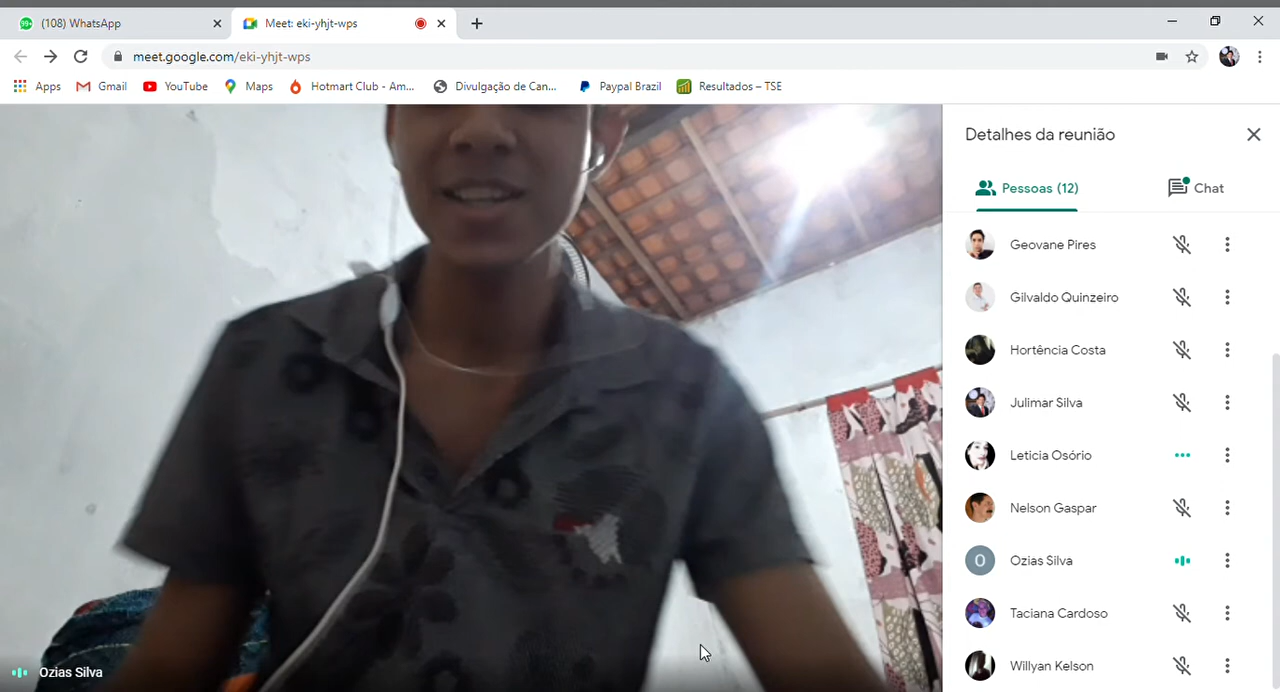 (108) WhatsApp
Meet: eki-yhjt-wps
meet.google.com/eki-yhjt-wps
Apps
Gmail
YouTube
Maps
Hotmart Club - Am...
Divulgação de Can...
Paypal Brazil
Resultados – TSE
Detalhes da reunião
Pessoas (12)
Chat
Geovane Pires
Gilvaldo Quinzeiro
Hortência Costa
Julimar Silva
Leticia Osório
Nelson Gaspar
O
Ozias Silva
Taciana Cardoso
Willyan Kelson
Ozias Silva